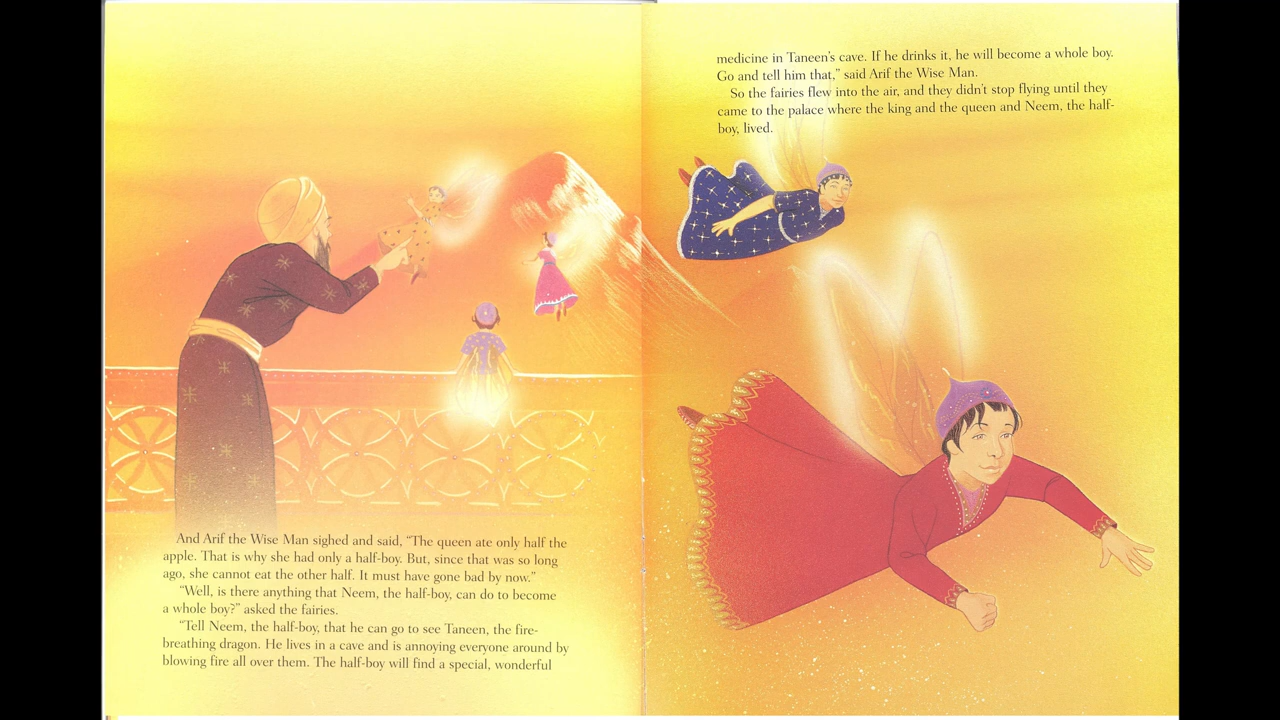 And Arif the Wise Man sighed and said, “The queen ate only half the
apple. That is why she had only a half-boy. But, since that was so long
ago, she cannot eat the other half. It must have gone bad by now.”
“Well, is there anything that Neem, the half-boy, can do to become
a whole boy?” asked the fairies.
“Tell Neem, the half-boy, that he can go to see Taneen, the fire-
breathing dragon. He lives in a cave and is annoying everyone around by
blowing fire all over them. The half-boy will find a special, wonderful
medicine in Taneen’s cave. If he drinks it, he will become a whole boy.
Go and tell him that,” said Arif the Wise Man.
So the fairies flew into the air, and they didn’t stop flying until they
came to the palace where the king and the queen and Neem, the half-
boy, lived.